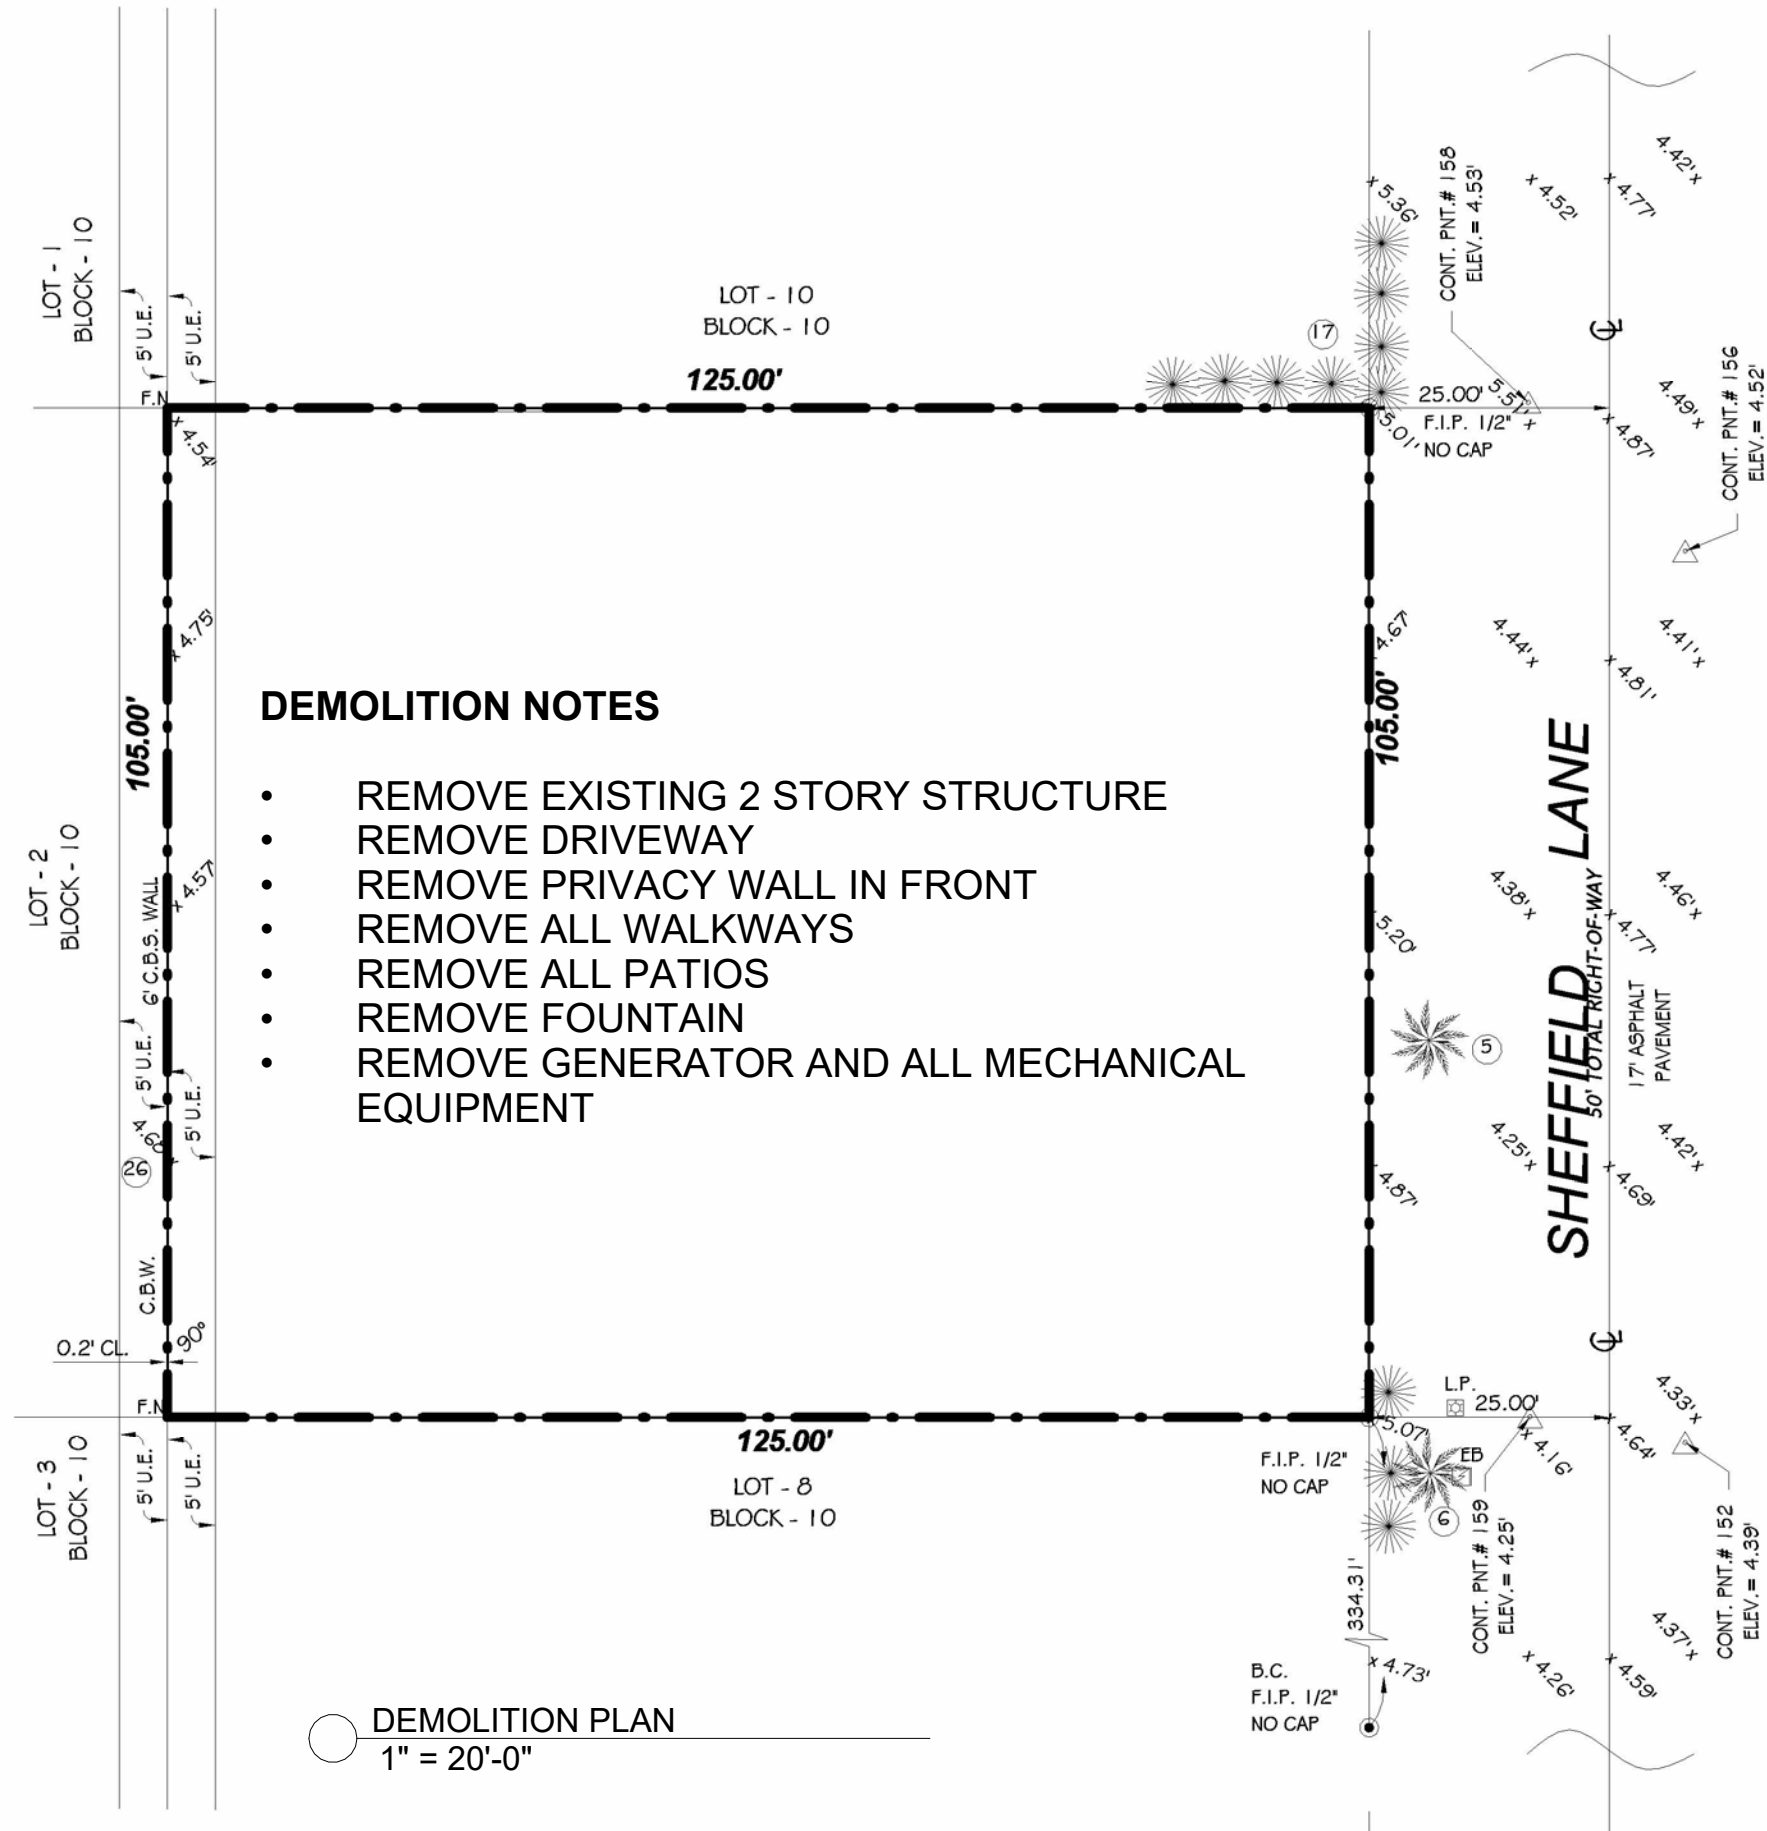 LOT - 1
BLOCK - 10
5' U.E.
5' U.E.
LOT - 10
BLOCK - 10
125.00'
17
F.N
x 4.54'
x 5.36'
CONT. PNT.# 158
ELEV.= 4.53'
x 4.52'
x 4.77'
4.42'x
25.00'
5.51' x
F.I.P. 1/2"
NO CAP
5.01'
x 4.87'
4.49'x
CONT. PNT.# 156
ELEV.= 4.52'
x 4.75'
4.67'
4.44'x
x 4.81'
4.41'x
105.00'
105.00'
DEMOLITION NOTES
• REMOVE EXISTING 2 STORY STRUCTURE
• REMOVE DRIVEWAY
• REMOVE PRIVACY WALL IN FRONT
• REMOVE ALL WALKWAYS
• REMOVE ALL PATIOS
• REMOVE FOUNTAIN
• REMOVE GENERATOR AND ALL MECHANICAL
EQUIPMENT
LOT - 2
BLOCK - 10
6' C.B.S. WALL
x 4.57'
5' U.E.
5' U.E.
26
C.B.W.
0.2' CL.
90°
F.N
5.20'
4.38'x
x 4.77'
4.46'x
SHEFFIELD LANE
50' TOTAL RIGHT-OF-WAY
17' ASPHALT
PAVEMENT
5
4.87'
4.25'x
x 4.69'
4.42'x
L.P.
25.00'
5.07'
x 4.16'
x 4.64'
4.33'x
125.00'
LOT - 8
BLOCK - 10
F.I.P. 1/2"
NO CAP
EB
6
CONT. PNT.# 159
ELEV.= 4.25'
CONT. PNT.# 152
ELEV.= 4.39'
LOT - 3
BLOCK - 10
5' U.E.
5' U.E.
334.31'
B.C.
F.I.P. 1/2"
NO CAP
x 4.73'
x 4.26'
x 4.59'
4.37'x
DEMOLITION PLAN
1" = 20'-0"